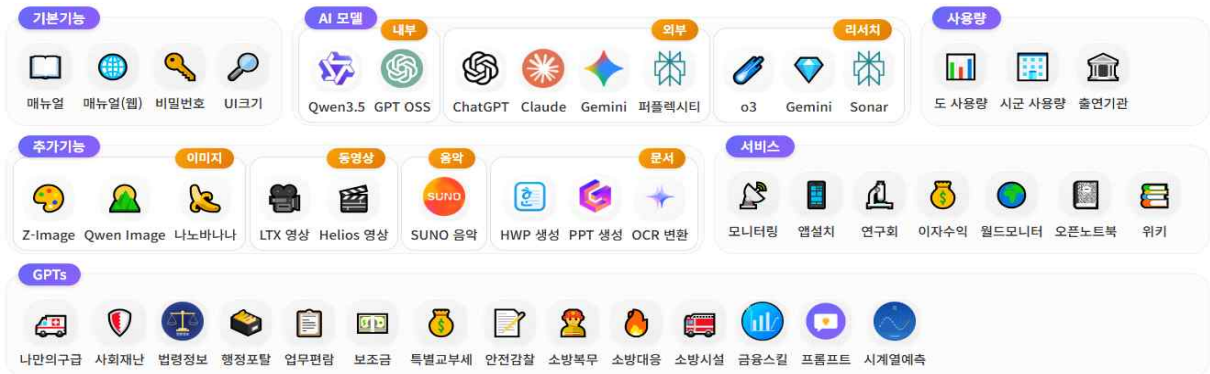 기본기능
매뉴얼 매뉴얼(웹) 비밀번호 UI크기
AI 모델
내부
Qwen3.5 GPT OSS
외부
ChatGPT Claude Gemini 퍼플렉시티
리서치
o3 Gemini Sonar
사용량
도 사용량 시군 사용량 출연기관
추가기능
이미지
Z-Image Qwen Image 나노바나나
동영상
LTX 영상 Helios 영상
음악
SUNO
SUNO 음악
문서
HWP 생성 PPT 생성 OCR 변환
서비스
모니터링 앱설치 연구회 이자수익 월드모니터 오픈노트북 위키
GPTs
나만의구급 사회재난 법령정보 행정포탈 업무편람 보조금 특별교부세 안전감찰 소방복무 소방대응 소방시설 금융스킬 프롬프트 시계열예측